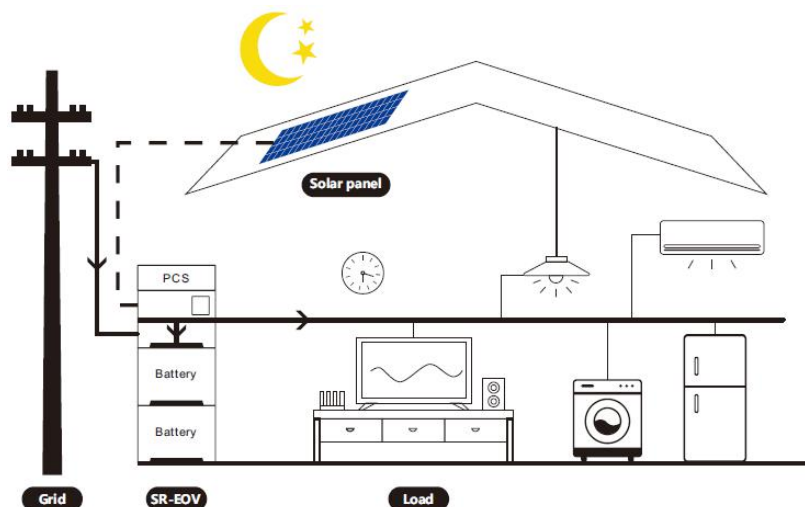 Solar panel
PCS
Battery
Battery
Grid
SR-EOV
Load